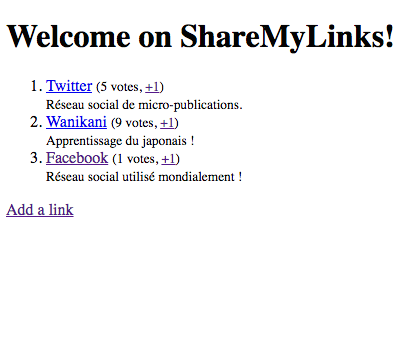 Welcome on ShareMyLinks!
1. Twitter (5 votes, +1)
Réseau social de micro-publications.
2. Wanikani (9 votes, +1)
Apprentissage du japonais !
3. Facebook (1 votes, +1)
Réseau social utilisé mondialement !
Add a link